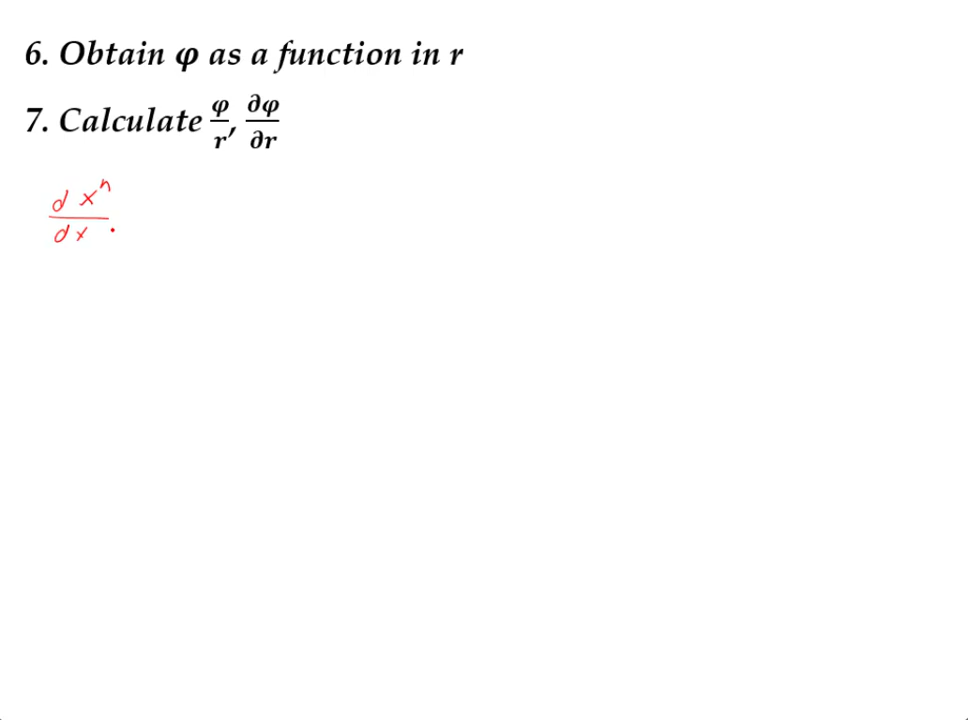 6. Obtain φ as a function in r
7. Calculate φ/r, ∂φ/∂r
d xⁿ
dx .